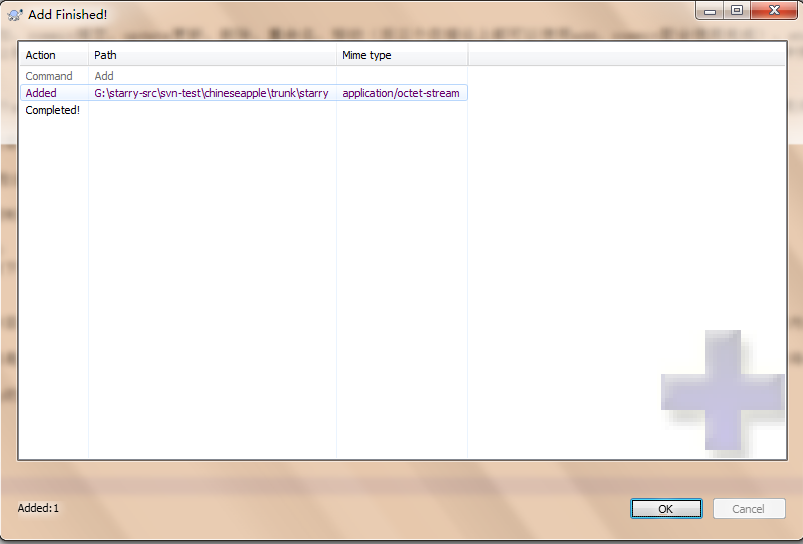 Add Finished!
Action Path Mime type
Command Add
Added G:\starry-src\svn-test\chineseapple\trunk\starry application/octet-stream
Completed!
Added:1 OK Cancel